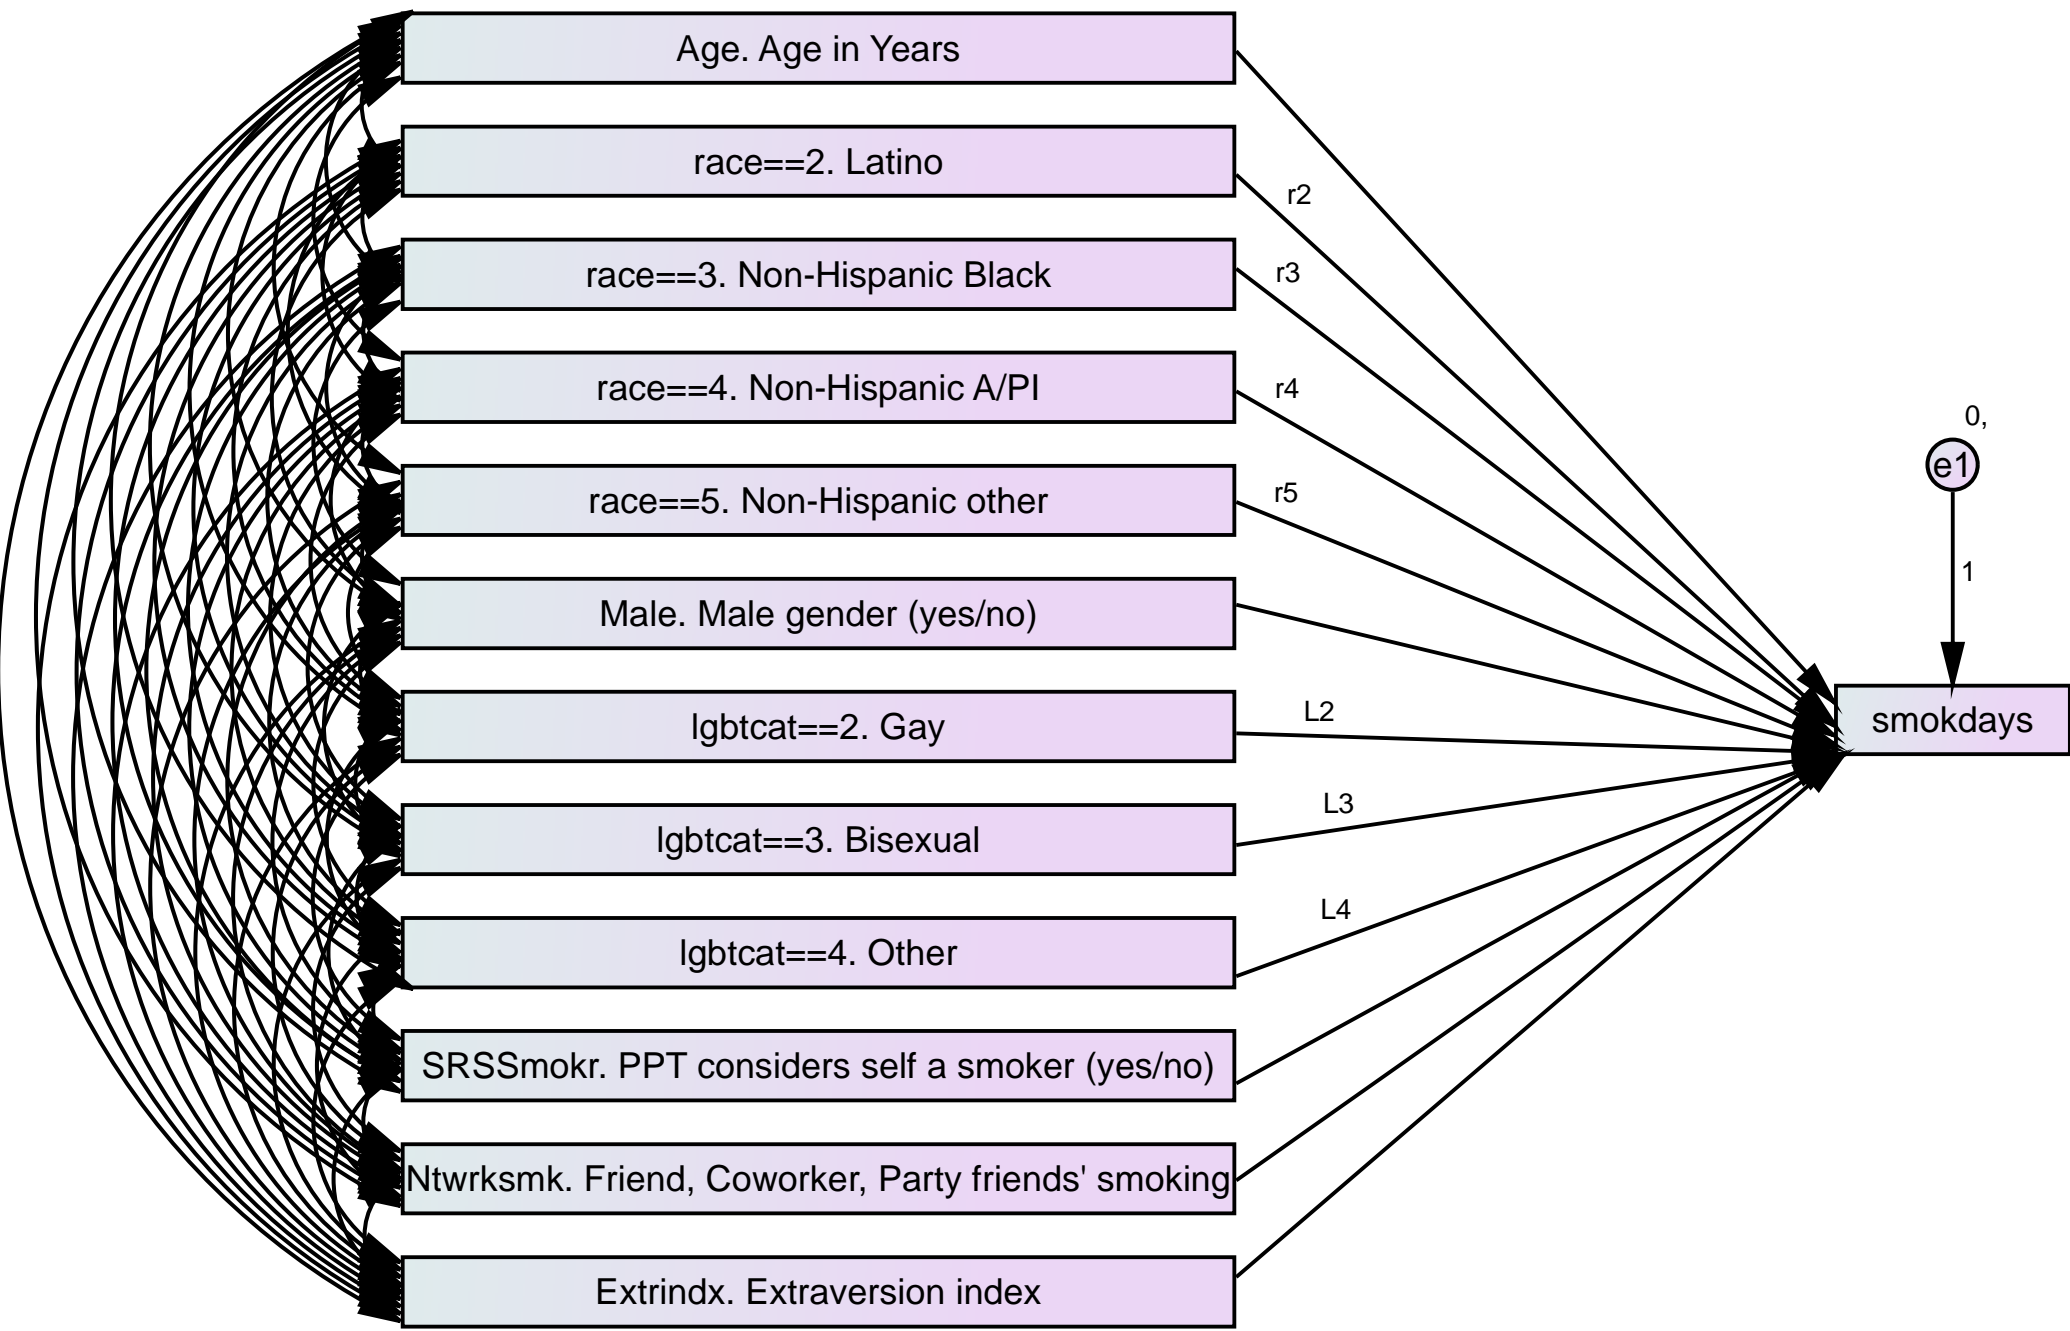 Age. Age in Years
race==2. Latino
r2
race==3. Non-Hispanic Black
r3
race==4. Non-Hispanic A/PI
r4
0,
e1
race==5. Non-Hispanic other
r5
1
Male. Male gender (yes/no)
lgbtcat==2. Gay
L2
smokdays
lgbtcat==3. Bisexual
L3
lgbtcat==4. Other
L4
SRSSmokr. PPT considers self a smoker (yes/no)
Ntwrksmk. Friend, Coworker, Party friends' smoking
Extrindx. Extraversion index